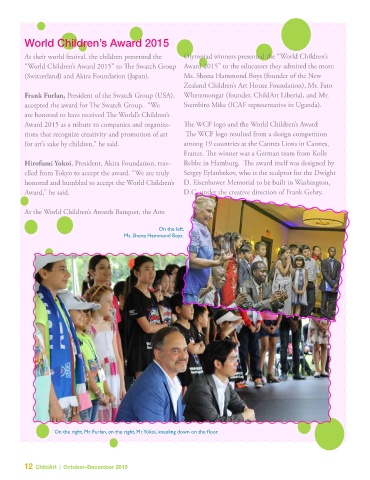 World Children's Award 2015
At their world festival, the children presented the
"World Children's Award 2015" to The Swatch Group
(Switzerland) and Akira Foundation (Japan).
Frank Furlan, President of the Swatch Group (USA),
accepted the award for The Swatch Group. "We
are honored to have received The World's Children's
Award 2015 as a tribute to companies and organiza-
tions that recognize creativity and promotion of art
for art's sake by children," he said.
Hirofumi Yokoi, President, Akira Foundation, trav-
elled from Tokyo to accept the award. "We are truly
honored and humbled to accept the World Children's
Award," he said.
At the World Children's Awards Banquet, the Arts
Olympiad winners presented the "World Children's
Award 2015" to the educators they admired the most:
Ms. Shona Hammond Boys (founder of the New
Zealand Children's Art House Foundation), Mr. Fato
Wheremongar (founder, ChildArt Liberia), and Mr.
Ssembiro Mike (ICAF representative in Uganda).
The WCF logo and the World Children's Award
The WCF logo resulted from a design competition
among 19 countries at the Cannes Lions in Cannes,
France. The winner was a German team from Kolle
Rebbe in Hamburg. The award itself was designed by
Sergey Eylanbekov, who is the sculptor for the Dwight
D. Eisenhower Memorial to be built in Washington,
D.C. under the creative direction of Frank Gehry.
On the left,
Ms. Shona Hammond Boys.
On the right, Mr. Furlan, on the right, Mr. Yokoi, kneeling down on the floor.
12 ChildArt | October-December 2015